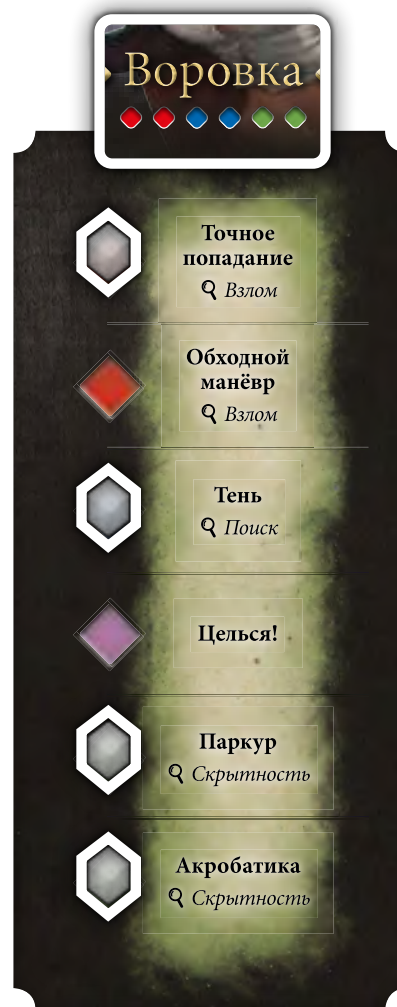 Воровка
Точное
попадание
Взлом
Обходной
манёвр
Взлом
Тень
Поиск
Целься!
Паркур
Скрытность
Акробатика
Скрытность